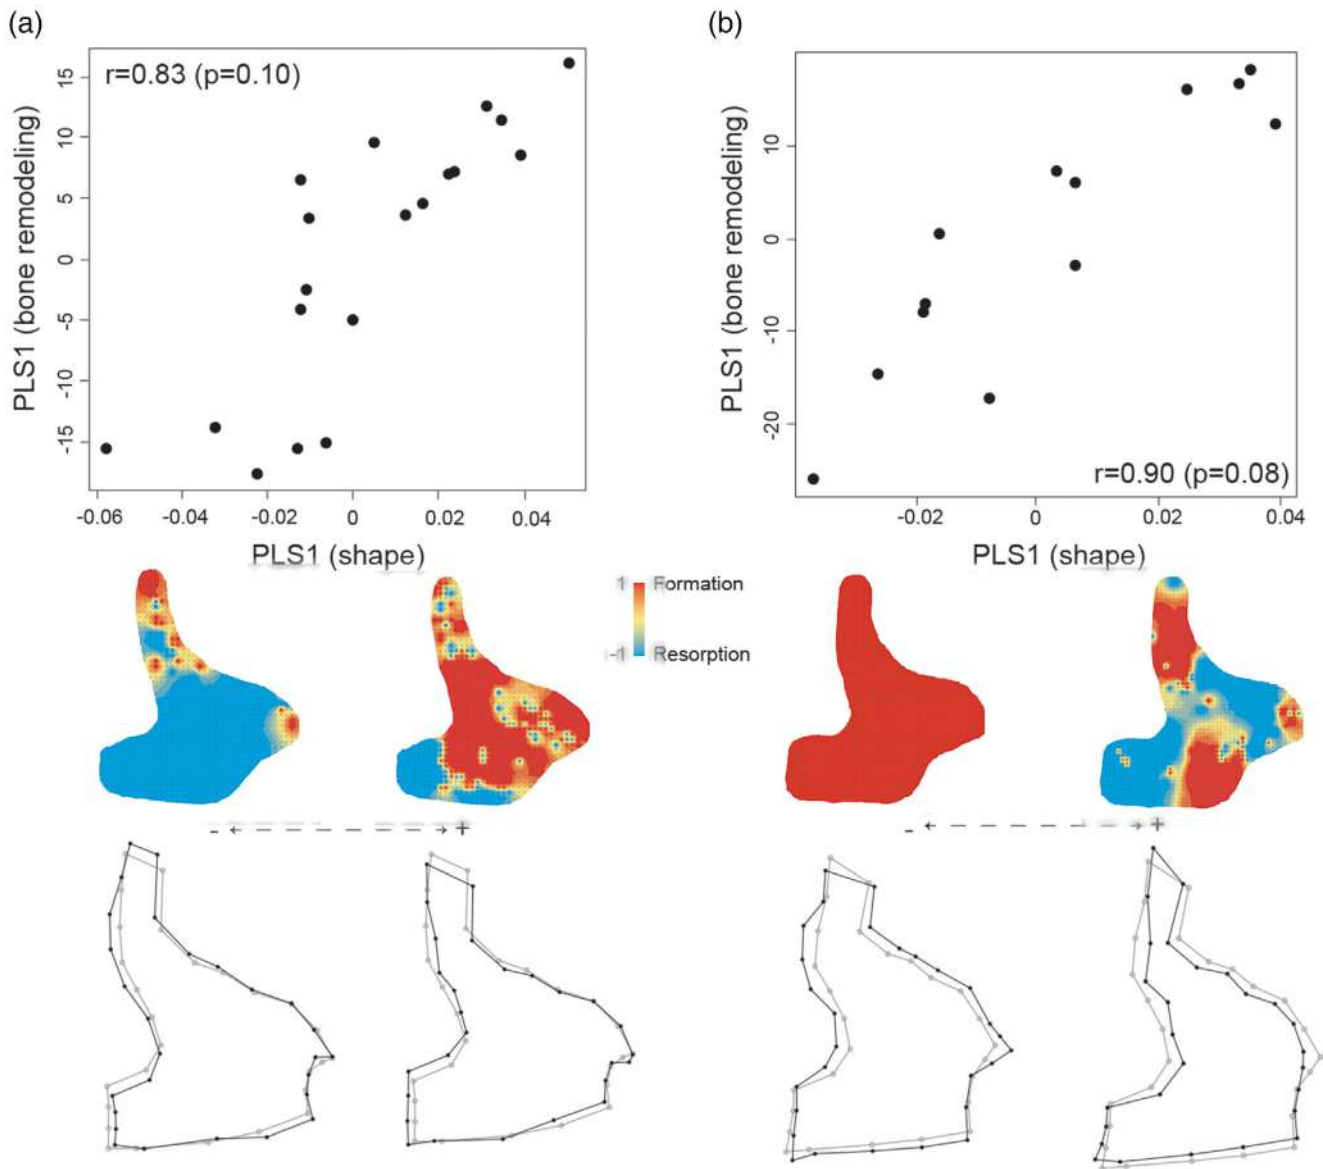 (a)
r=0.83 (p=0.10)
PLS1 (bone remodeling)
15
10
5
0
-5
-10
-15
-0.06 -0.04 -0.02 0 0.02 0.04
PLS1 (shape)
(b)
PLS1 (bone remodeling)
10
0
-10
-20
r=0.90 (p=0.08)
-0.02 0 0.02 0.04
PLS1 (shape)
1 Formation
-1 Resorption
- +
- +